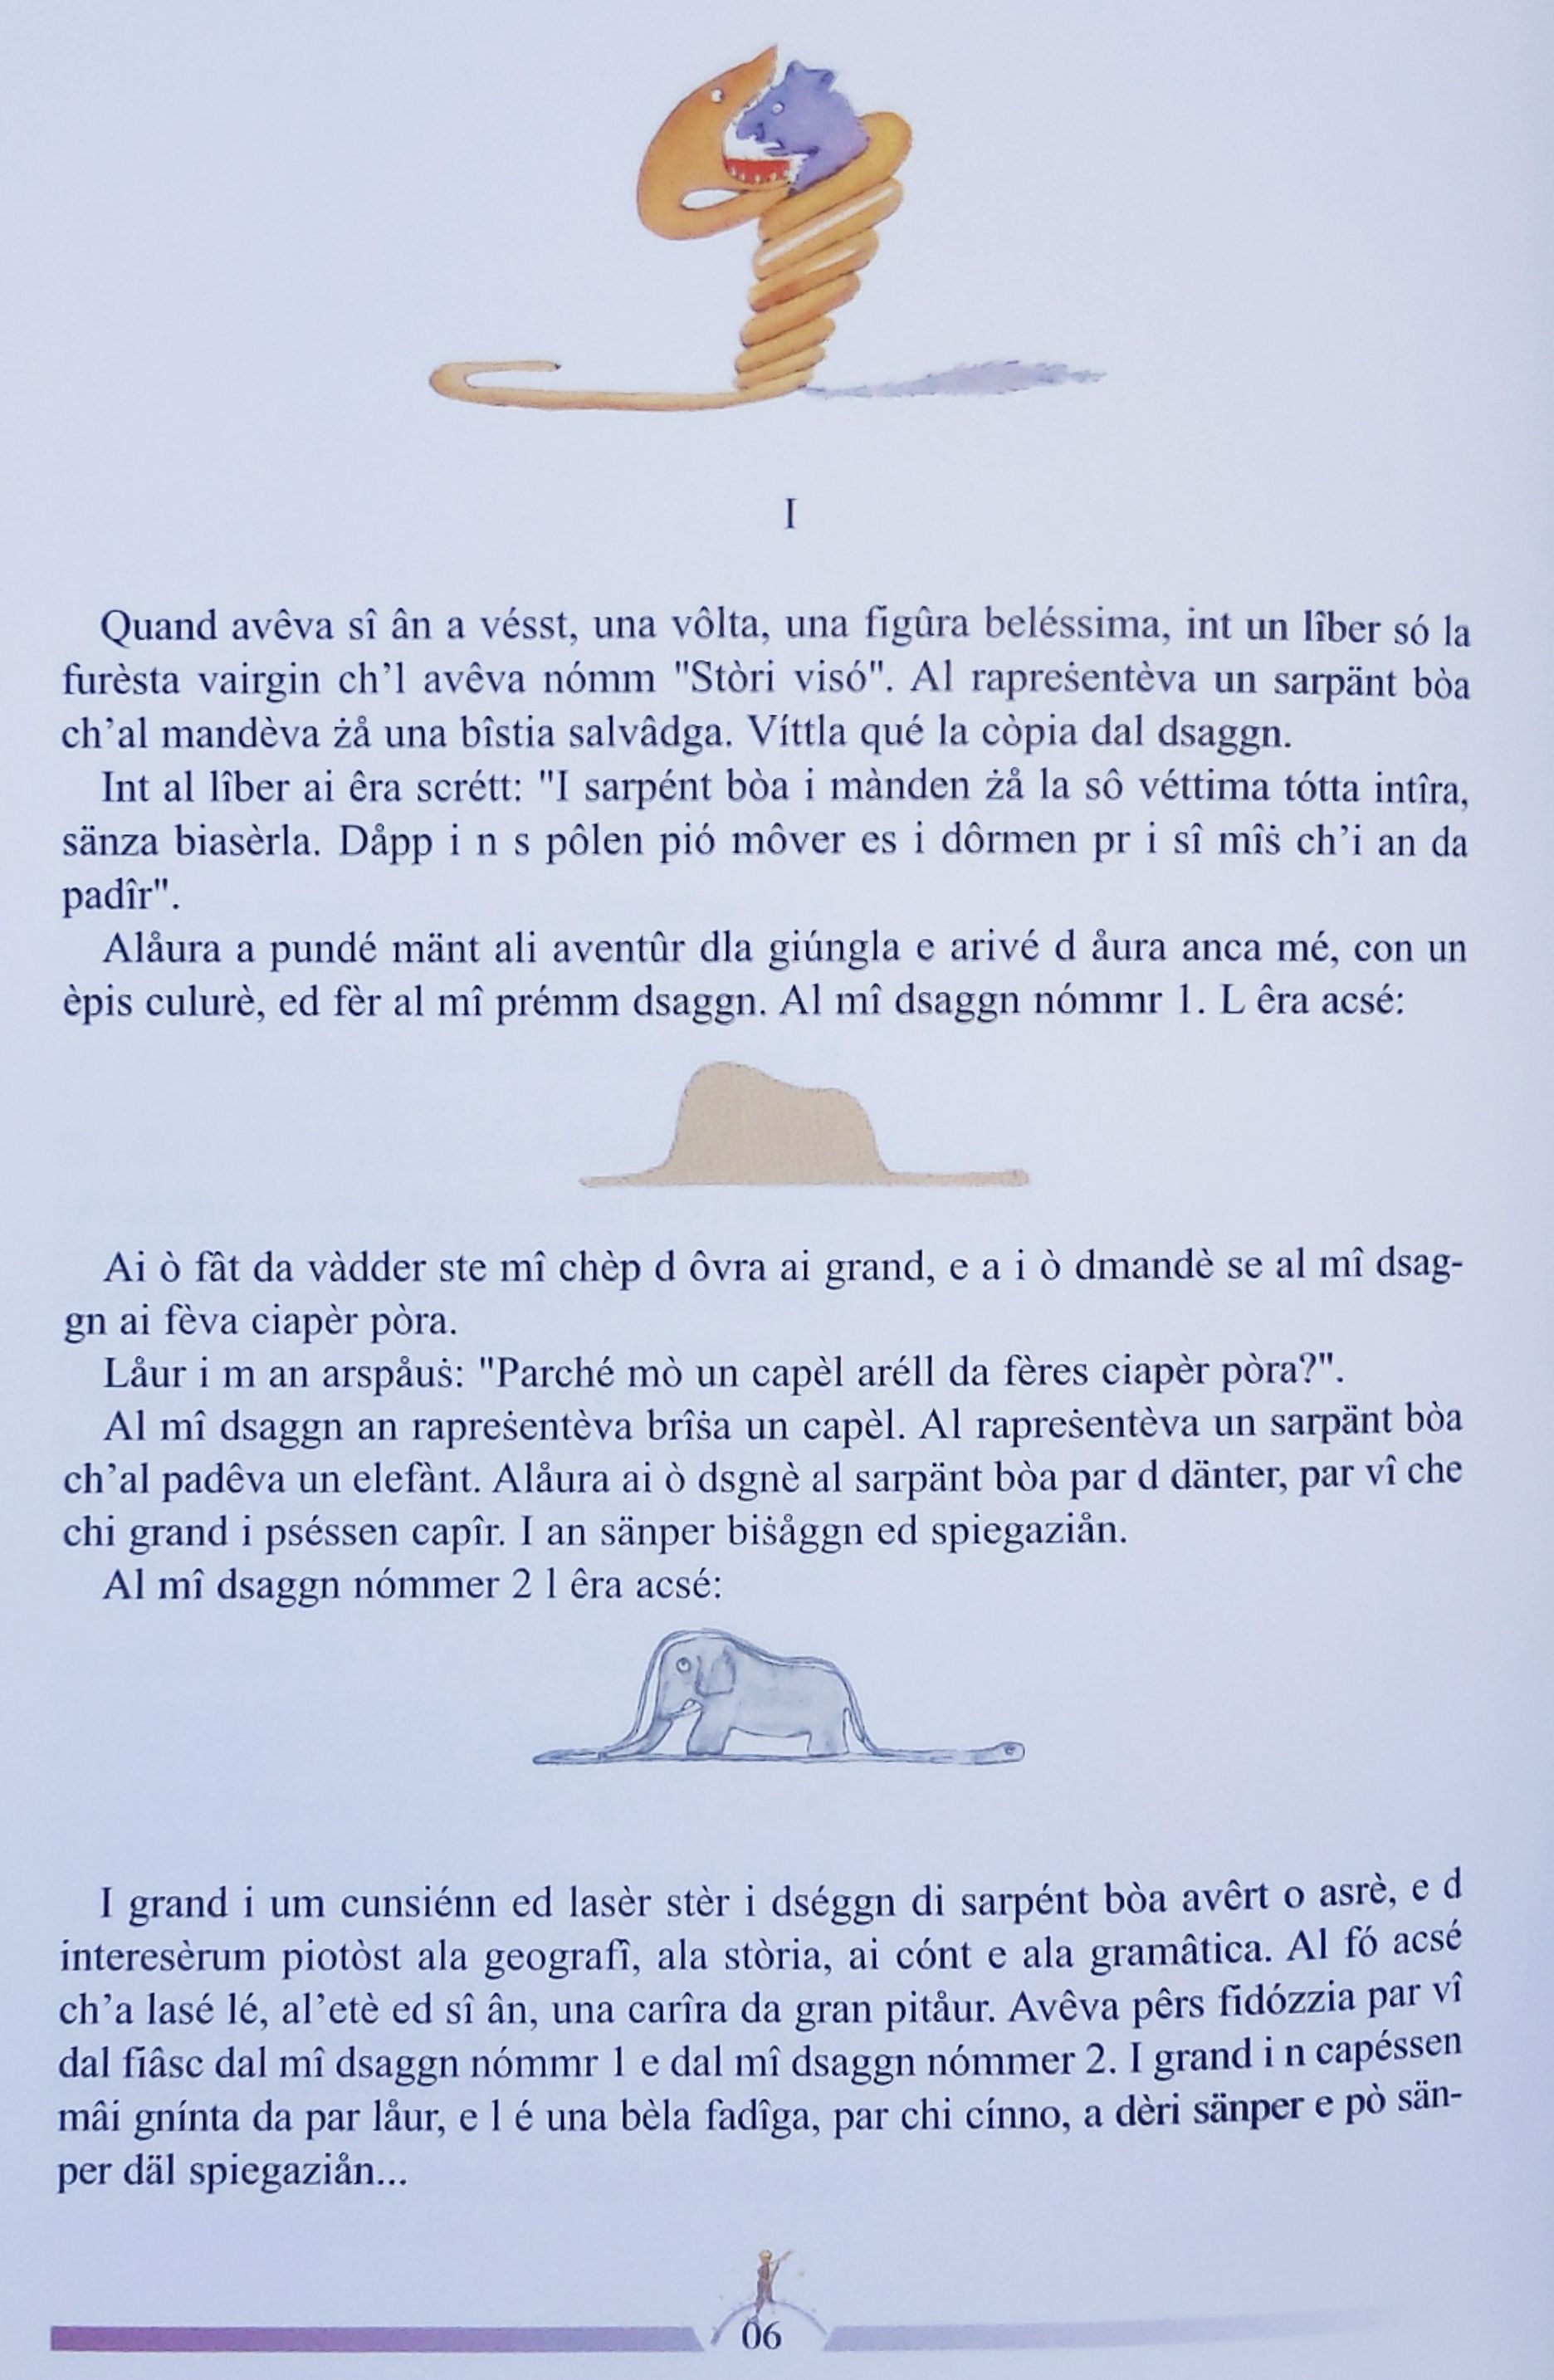 I
Quand avêva sî ân a vésst, una vôlta, una figûra beléssima, int un lîber só la
furèsta vairgin ch’l avêva nómm "Stòri visó". Al rapreṡentèva un sarpänt bòa
ch’al mandèva żå una bîstia salvâdga. Víttla qué la còpia dal dsaggn.
Int al lîber ai êra scrétt: "I sarpént bòa i mànden żå la sô véttima tótta intîra,
sänza biasèrla. Dåpp i n s pôlen pió môver es i dôrmen pr i sî mîṡ ch’i an da
padîr".
Alåura a pundé mänt ali aventûr dla giúngla e arivé d åura anca mé, con un
èpis culurè, ed fèr al mî prémm dsaggn. Al mî dsaggn nómmr 1. L êra acsé:
Ai ò fât da vàdder ste mî chèp d ôvra ai grand, e a i ò dmandè se al mî dsag-
gn ai fèva ciapèr pòra.
Låur i m an arspåuṡ: "Parché mò un capèl aréll da fères ciapèr pòra?".
Al mî dsaggn an rapreṡentèva brîṡa un capèl. Al rapreṡentèva un sarpänt bòa
ch’al padêva un elefànt. Alåura ai ò dsgnè al sarpänt bòa par d dänter, par vî che
chi grand i pséssen capîr. I an sänper biṡåggn ed spiegaziån.
Al mî dsaggn nómmer 2 l êra acsé:
I grand i um cunsiénn ed lasèr stèr i dséggn di sarpént bòa avêrt o asrè, e d
interesèrum piotòst ala geografî, ala stòria, ai cónt e ala gramâtica. Al fó acsé
ch’a lasé lé, al’etè ed sî ân, una carîra da gran pitåur. Avêva pêrs fidózzia par vî
dal fiâsc dal mî dsaggn nómmr 1 e dal mî dsaggn nómmer 2. I grand i n capéssen
mâi gnínta da par låur, e l é una bèla fadîga, par chi cínno, a dèri sänper e pò sän-
per däl spiegaziån...
06